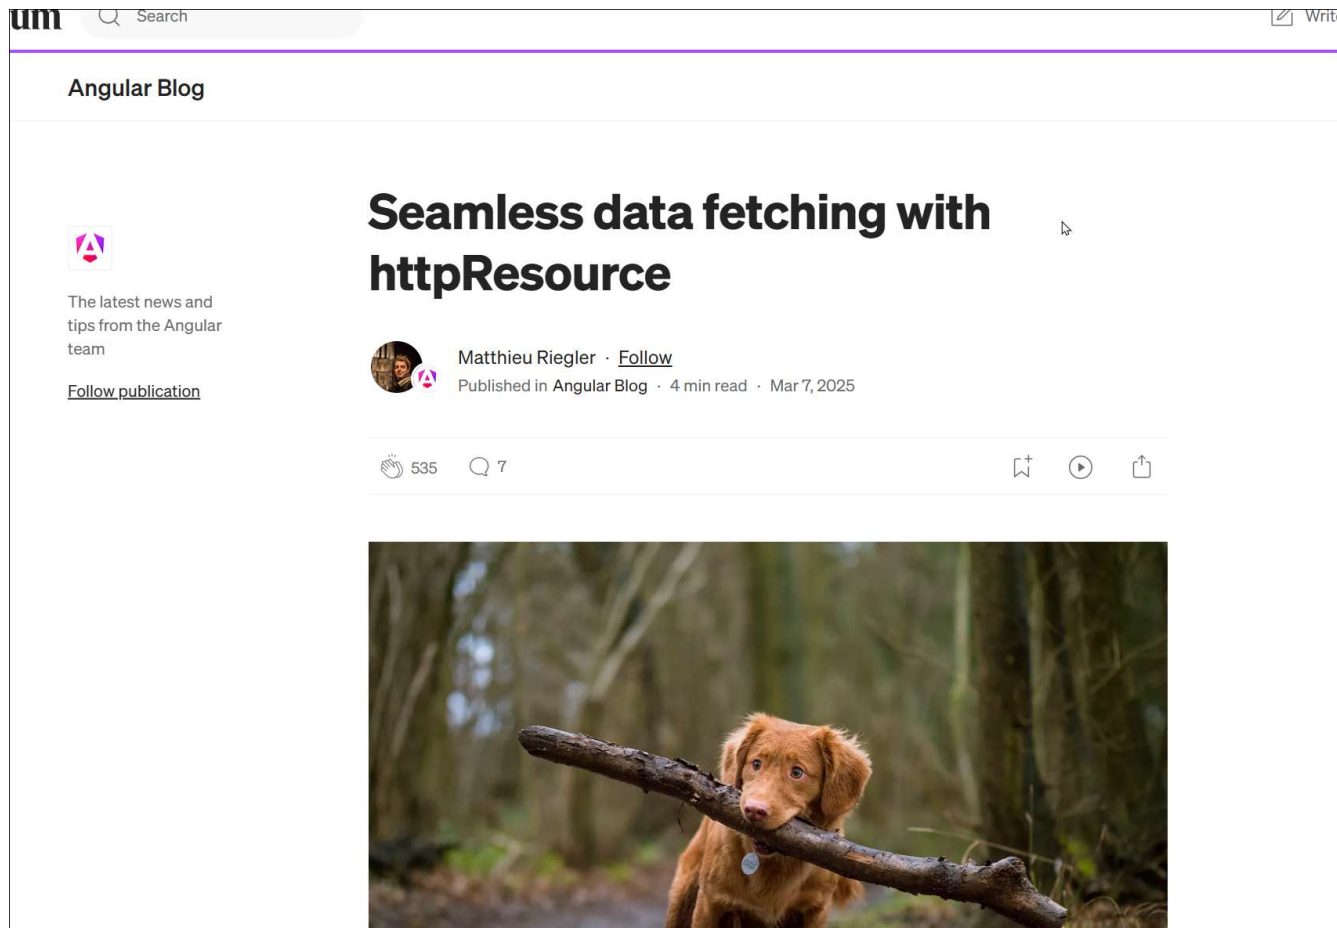 um
Search
Write
Angular Blog
Seamless data fetching with
httpResource
The latest news and
tips from the Angular
team
Follow publication
Matthieu Riegler · Follow
Published in Angular Blog · 4 min read · Mar 7, 2025
535 7